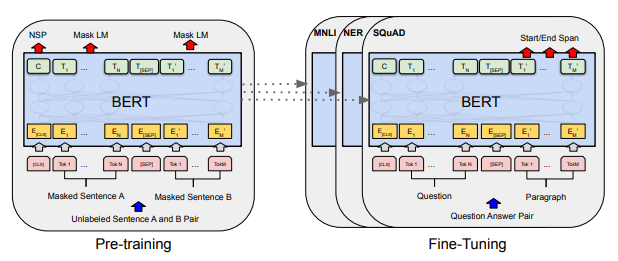 NSP Mask LM Mask LM
C T1 ... TN T[SEP] T1' ... TM'
BERT
E[CLS] E1 ... EN E[SEP] E1' ... EM'
[CLS] Tok 1 ... Tok N [SEP] Tok 1 ... TokM
Masked Sentence A Masked Sentence B
Unlabeled Sentence A and B Pair
Pre-training
MNLI NER SQuAD
Start/End Span
C T1 ... TN T[SEP] T1' ... TM'
BERT
E[CLS] E1 ... EN E[SEP] E1' ... EM'
[CLS] Tok 1 ... Tok N [SEP] Tok 1 ... TokM
Question Paragraph
Question Answer Pair
Fine-Tuning